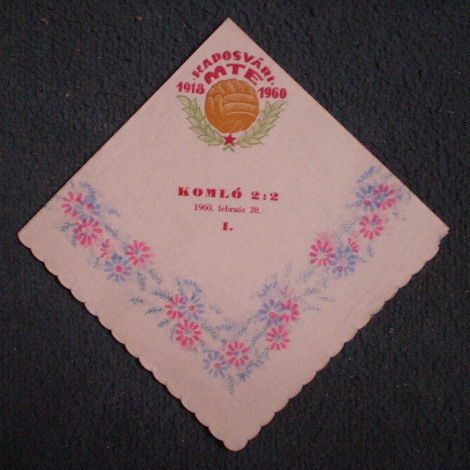 KAPOSVÁRI
MTE
1918 1960
KOMLÓ 2:2
1960. február 28.
I.